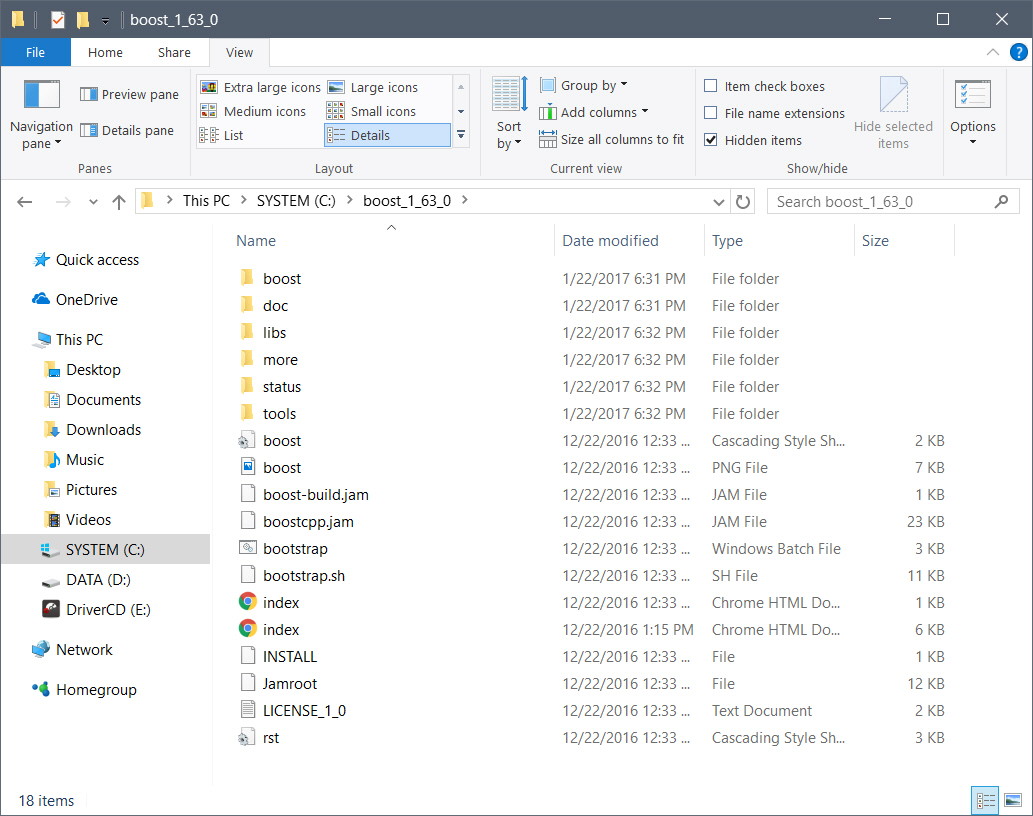 boost_1_63_0
File Home Share View
Extra large icons Large icons Group by Item check boxes
Preview pane Medium icons Small icons Add columns File name extensions
Navigation pane Details pane List Details Sort by Size all columns to fit Hidden items Hide selected items Options
Panes Layout Current view Show/hide
This PC SYSTEM (C:) boost_1_63_0 Search boost_1_63_0
Name Date modified Type Size
Quick access
OneDrive
This PC
Desktop
Documents
Downloads
Music
Pictures
Videos
SYSTEM (C:)
DATA (D:)
DriverCD (E:)
Network
Homegroup
boost 1/22/2017 6:31 PM File folder
doc 1/22/2017 6:31 PM File folder
libs 1/22/2017 6:32 PM File folder
more 1/22/2017 6:32 PM File folder
status 1/22/2017 6:32 PM File folder
tools 1/22/2017 6:32 PM File folder
boost 12/22/2016 12:33 ... Cascading Style Sh... 2 KB
boost 12/22/2016 12:33 ... PNG File 7 KB
boost-build.jam 12/22/2016 12:33 ... JAM File 1 KB
boostcpp.jam 12/22/2016 12:33 ... JAM File 23 KB
bootstrap 12/22/2016 12:33 ... Windows Batch File 3 KB
bootstrap.sh 12/22/2016 12:33 ... SH File 11 KB
index 12/22/2016 12:33 ... Chrome HTML Do... 1 KB
index 12/22/2016 1:15 PM Chrome HTML Do... 6 KB
INSTALL 12/22/2016 12:33 ... File 1 KB
Jamroot 12/22/2016 12:33 ... File 12 KB
LICENSE_1_0 12/22/2016 12:33 ... Text Document 2 KB
rst 12/22/2016 12:33 ... Cascading Style Sh... 3 KB
18 items